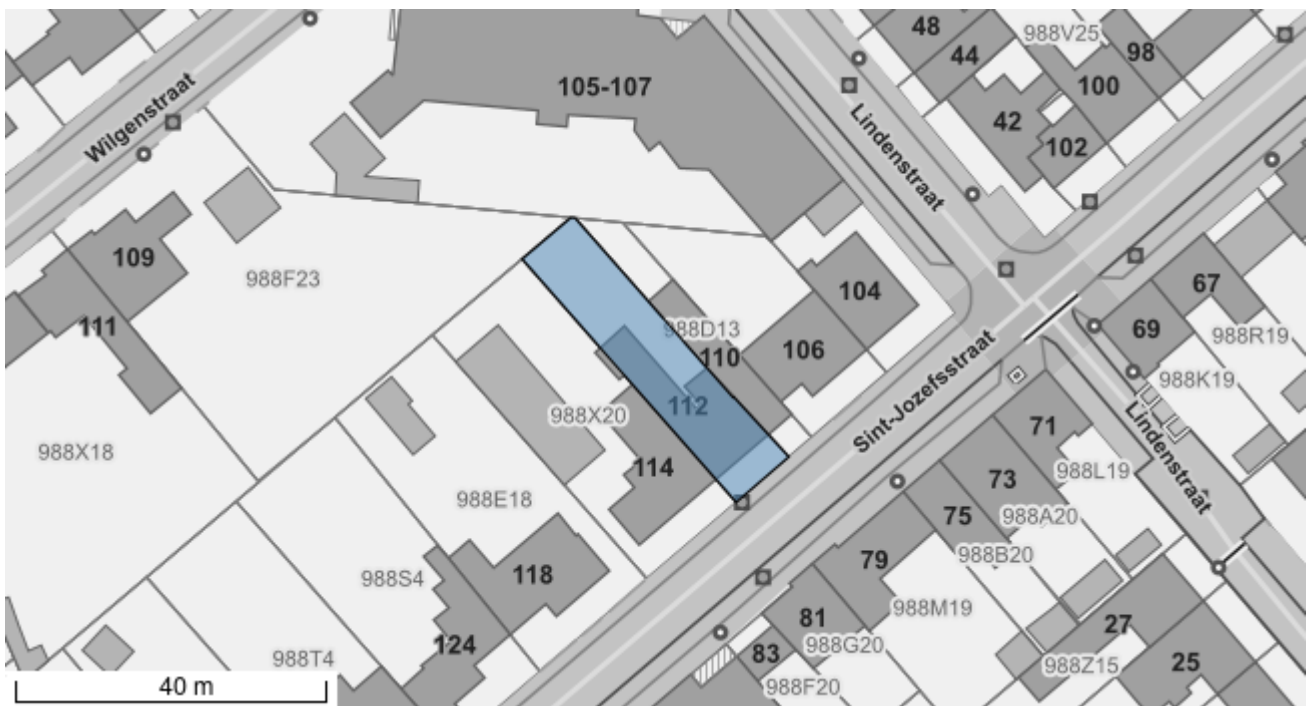 48
44
988V25
98
100
105-107
Wilgenstraat
Lindenstraat
42
102
109
988F23
67
104
69
988R19
111
988D13
110
106
Sint-Jozefsstraat
988K19
112
988X20
71
Lindenstraat
988X18
114
73
988L19
988E18
75
988A20
988B20
79
118
988S4
988M19
81
27
124
83
988G20
25
988T4
988Z15
988F20
40 m